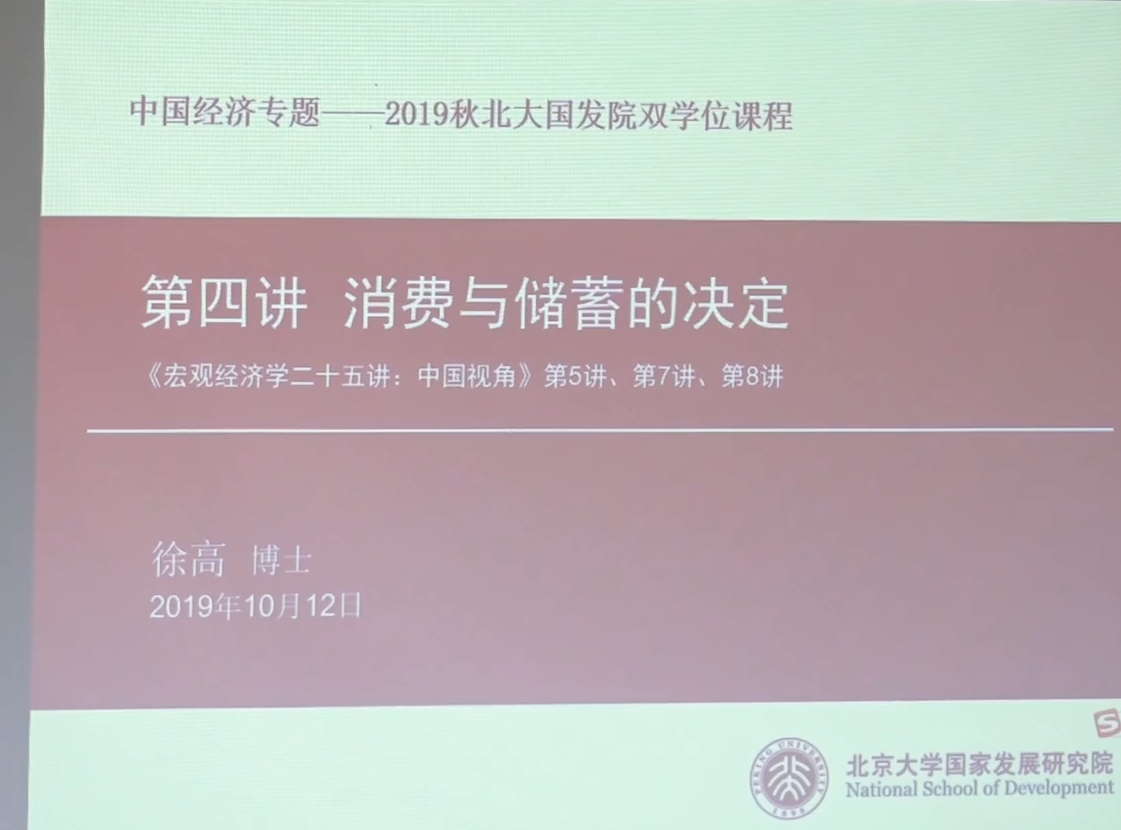 中国经济专题——2019秋北大国发院双学位课程
第四讲 消费与储蓄的决定
《宏观经济学二十五讲：中国视角》第5讲、第7讲、第8讲
徐高 博士
2019年10月12日
S
PEKING UNIVERSITY
1898
北京大学国家发展研究院
National School of Development